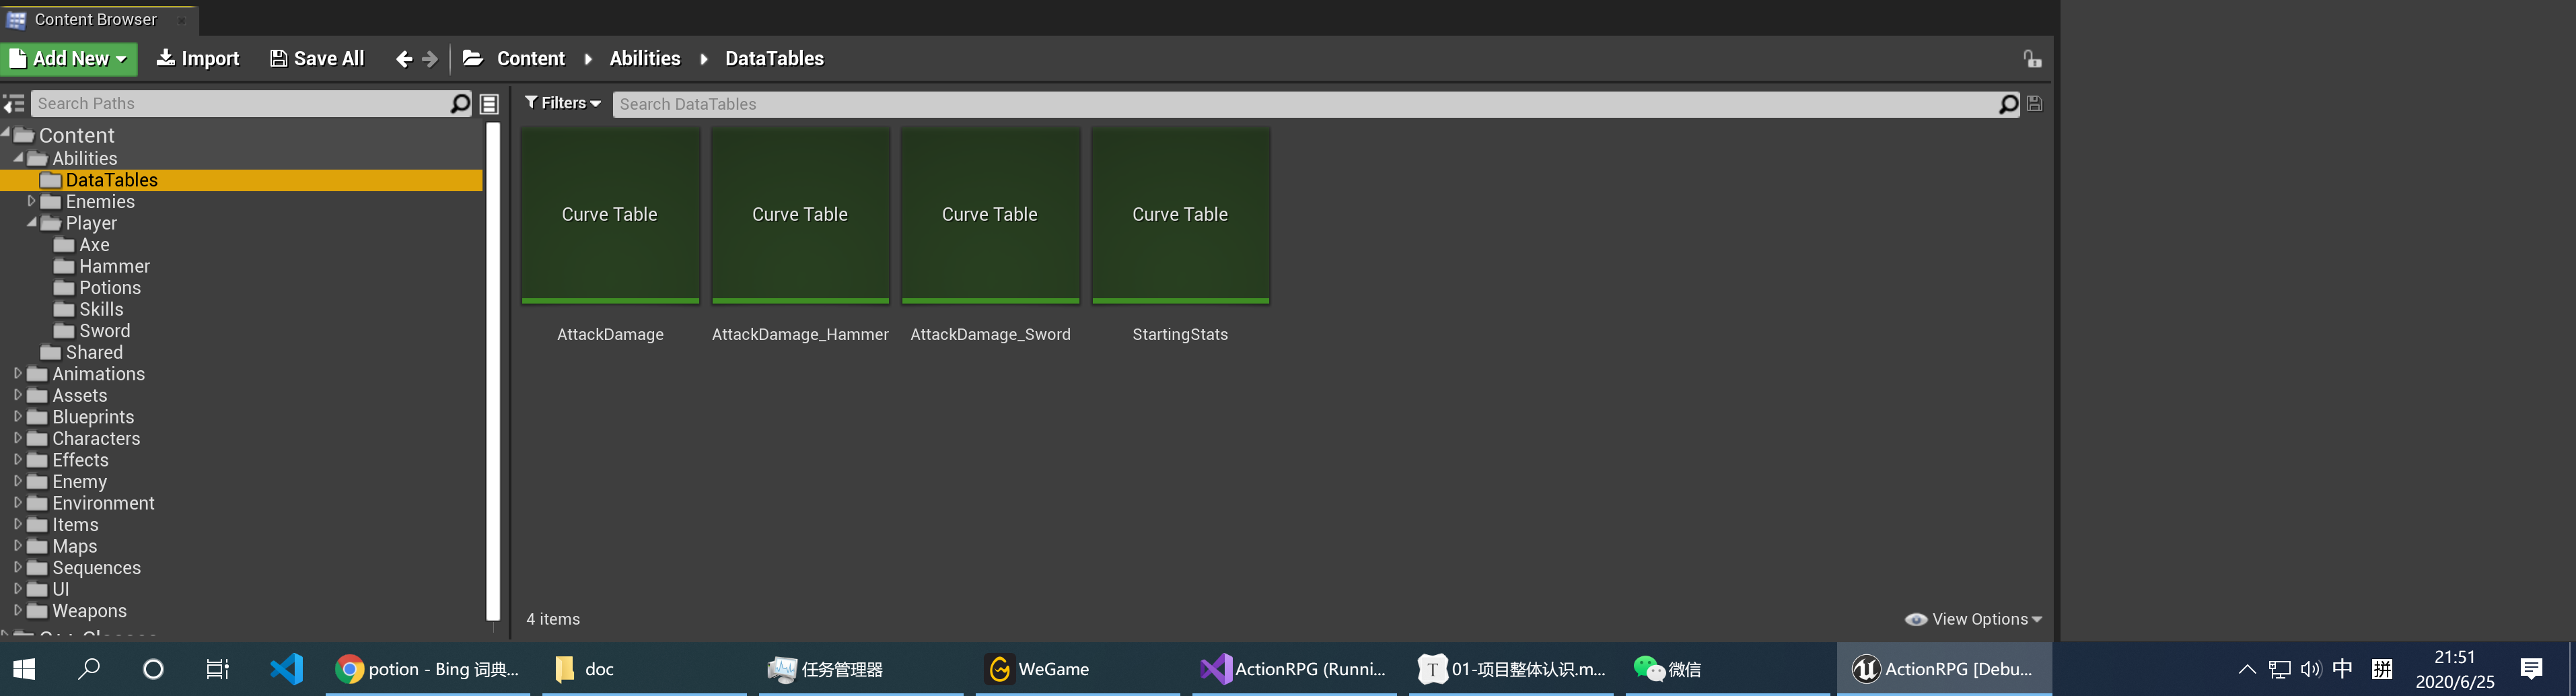 Content Browser
Add New
Import
Save All
Content
Abilities
DataTables
Search Paths
Filters
Search DataTables
Content
Abilities
DataTables
Enemies
Player
Axe
Hammer
Potions
Skills
Sword
Shared
Animations
Assets
Blueprints
Characters
Effects
Enemy
Environment
Items
Maps
Sequences
UI
Weapons
C++ Classes
Curve Table
Curve Table
Curve Table
Curve Table
AttackDamage
AttackDamage_Hammer
AttackDamage_Sword
StartingStats
4 items
View Options
potion - Bing 词典...
doc
任务管理器
WeGame
ActionRPG (Runni...
T
01-项目整体认识.m...
微信
ActionRPG [Debu...
中
拼
21:51
2020/6/25